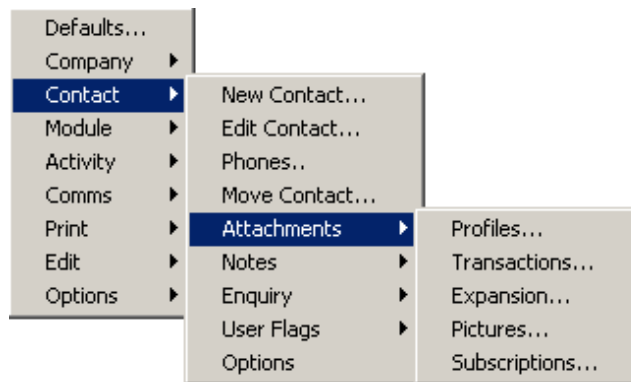 Defaults...
Company
Contact
Module
Activity
Comms
Print
Edit
Options
New Contact...
Edit Contact...
Phones..
Move Contact...
Attachments
Notes
Enquiry
User Flags
Options
Profiles...
Transactions...
Expansion...
Pictures...
Subscriptions...